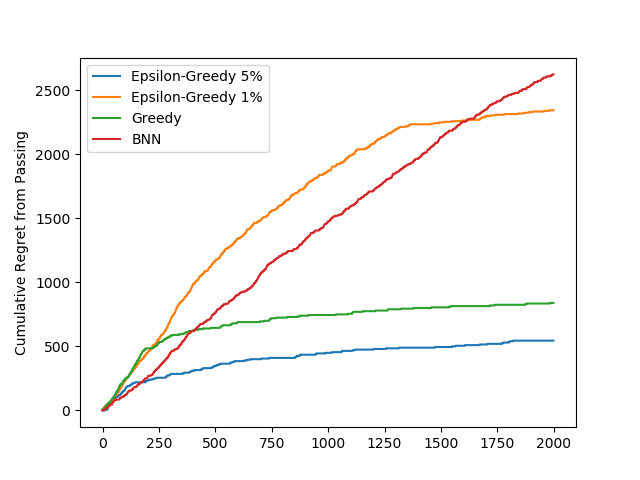 Epsilon-Greedy 5%
Epsilon-Greedy 1%
Greedy
BNN
Cumulative Regret from Passing
2500
2000
1500
1000
500
0
0 250 500 750 1000 1250 1500 1750 2000